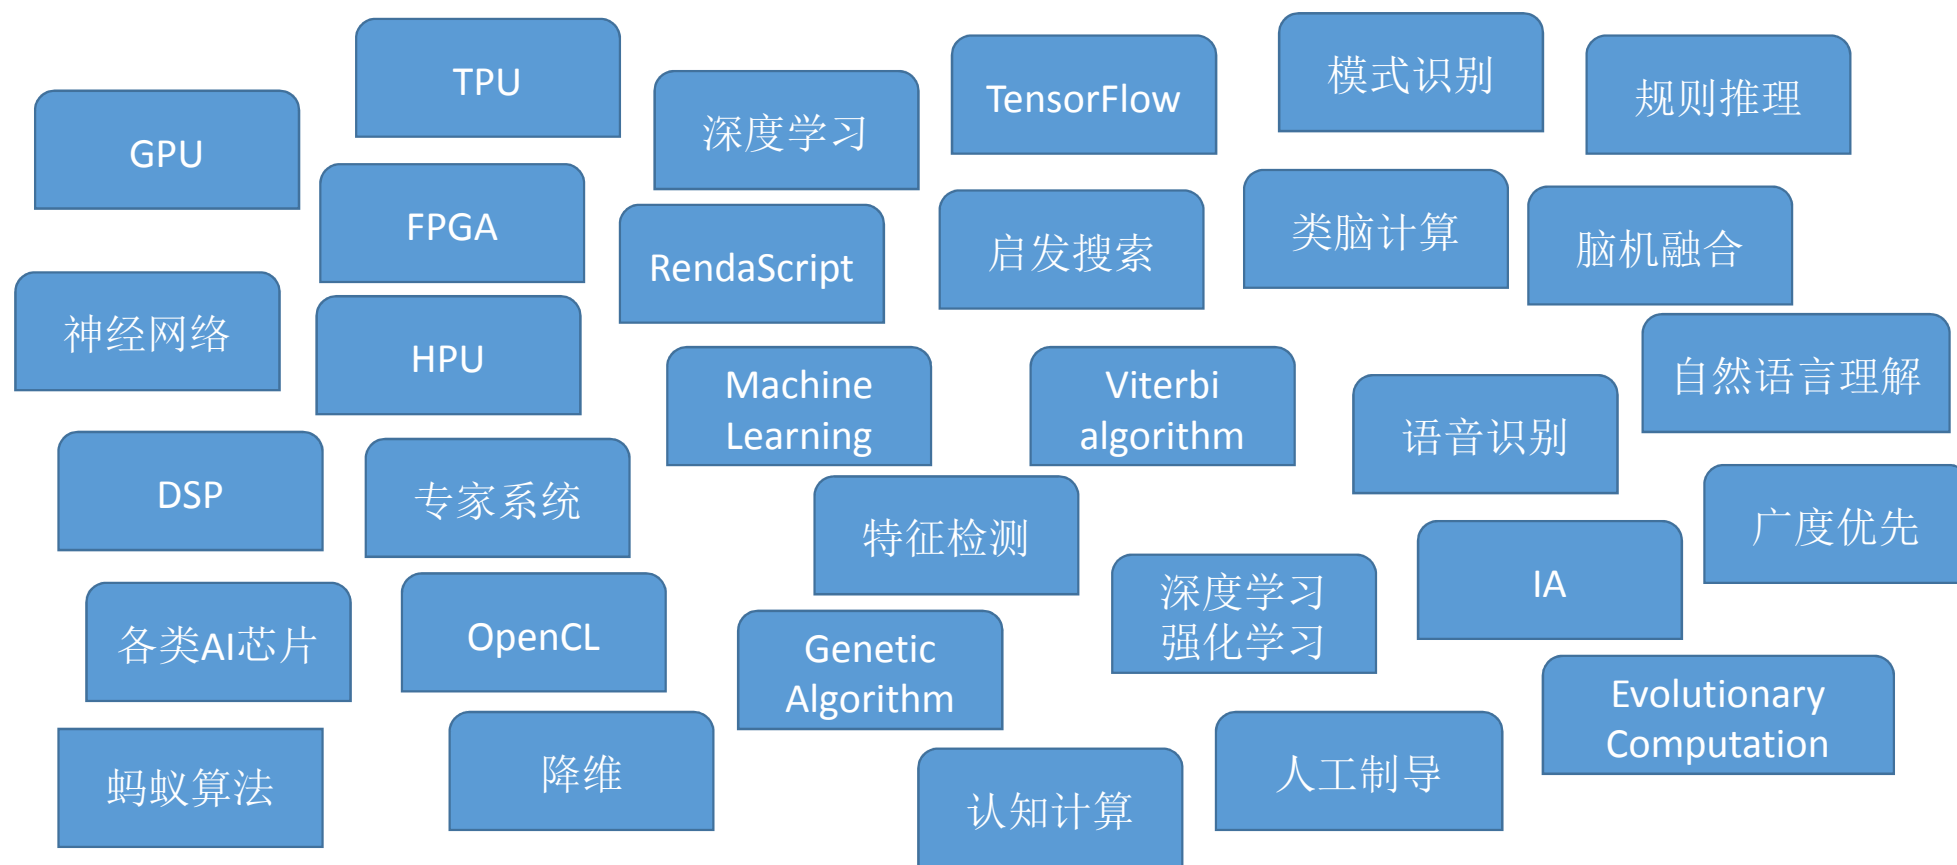 TPU
模式识别
TensorFlow
规则推理
深度学习
GPU
FPGA
类脑计算
启发搜索
脑机融合
RendaScript
神经网络
HPU
自然语言理解
Machine
Learning
Viterbi
algorithm
语音识别
DSP
专家系统
特征检测
广度优先
IA
深度学习
强化学习
各类AI芯片
OpenCL
Genetic
Algorithm
Evolutionary
Computation
蚂蚁算法
降维
人工制导
认知计算